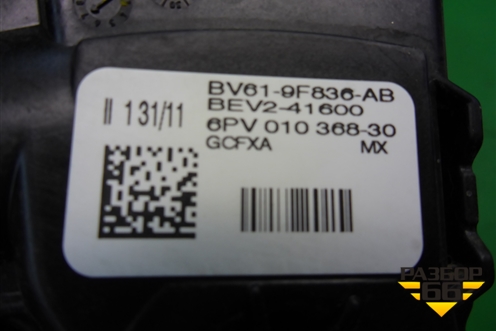 BV61-9F836-AB
BEV2-41600
II 131/11
6PV 010 368-30
GCFXA MX
РАЗБОР
66